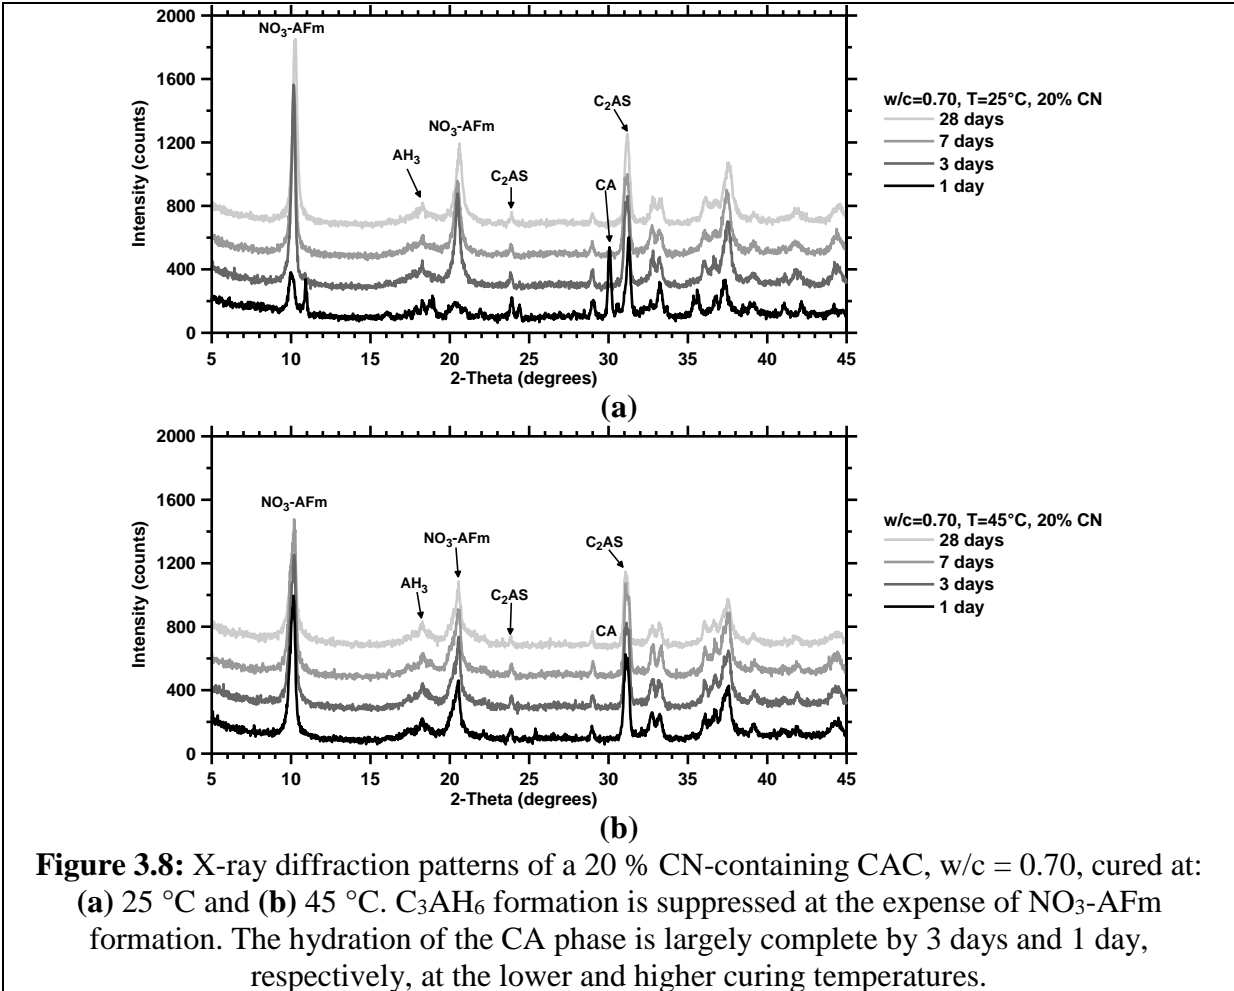 2000
1600
1200
800
400
0
Intensity (counts)
NO₃-AFm
AH₃
NO₃-AFm
C₂AS
C₂AS
CA
5 10 15 20 25 30 35 40 45
2-Theta (degrees)
w/c=0.70, T=25°C, 20% CN
28 days
7 days
3 days
1 day
(a)
2000
1600
1200
800
400
0
Intensity (counts)
NO₃-AFm
AH₃
NO₃-AFm
C₂AS
C₂AS
CA
5 10 15 20 25 30 35 40 45
2-Theta (degrees)
w/c=0.70, T=45°C, 20% CN
28 days
7 days
3 days
1 day
(b)
Figure 3.8: X-ray diffraction patterns of a 20 % CN-containing CAC, w/c = 0.70, cured at:
(a) 25 °C and (b) 45 °C. C₃AH₆ formation is suppressed at the expense of NO₃-AFm
formation. The hydration of the CA phase is largely complete by 3 days and 1 day,
respectively, at the lower and higher curing temperatures.